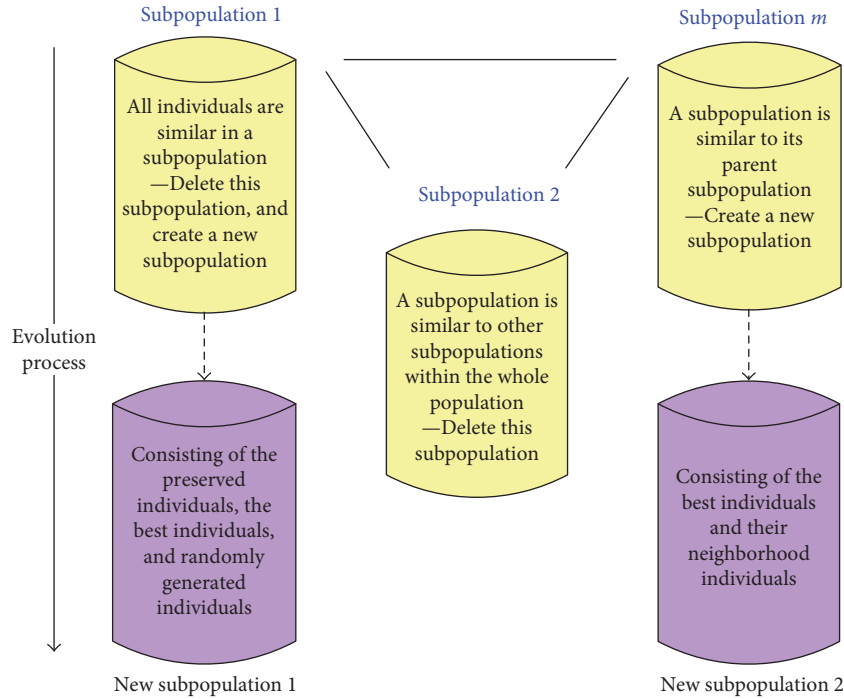 Subpopulation 1
All individuals are
similar in a
subpopulation
—Delete this
subpopulation, and
create a new
subpopulation
Subpopulation 2
A subpopulation is
similar to other
subpopulations
within the whole
population
—Delete this
subpopulation
Subpopulation m
A subpopulation is
similar to its
parent
subpopulation
—Create a new
subpopulation
Evolution
process
Consisting of the
preserved
individuals, the
best individuals,
and randomly
generated
individuals
New subpopulation 1
Consisting of the
best individuals
and their
neighborhood
individuals
New subpopulation 2